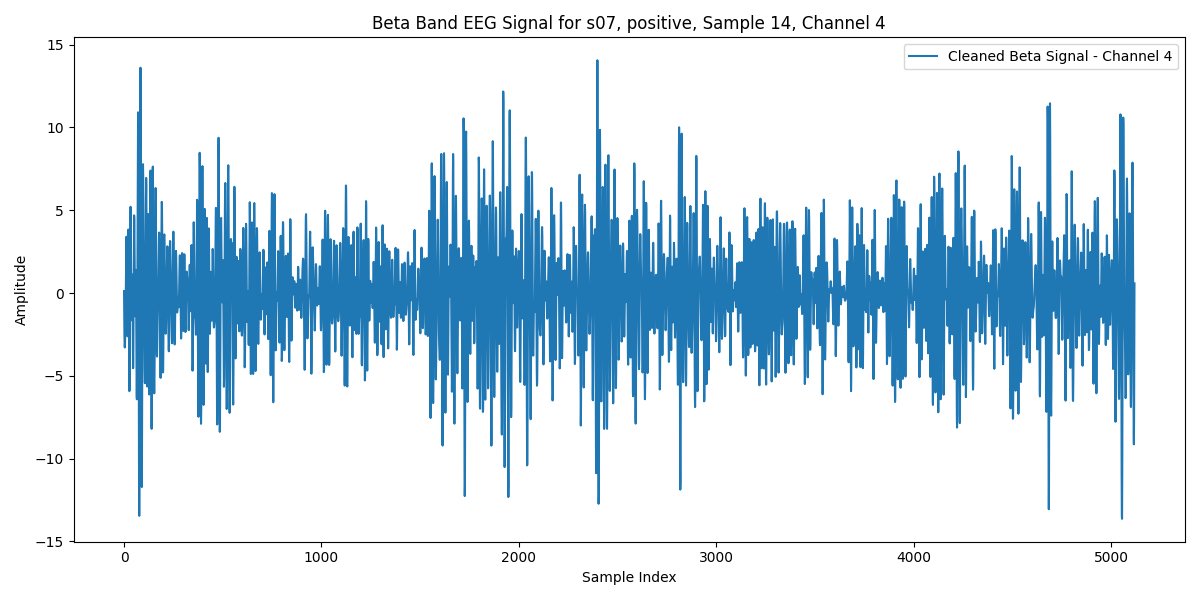 Beta Band EEG Signal for s07, positive, Sample 14, Channel 4
Cleaned Beta Signal - Channel 4
15
10
5
0
−5
−10
−15
Amplitude
0 1000 2000 3000 4000 5000
Sample Index